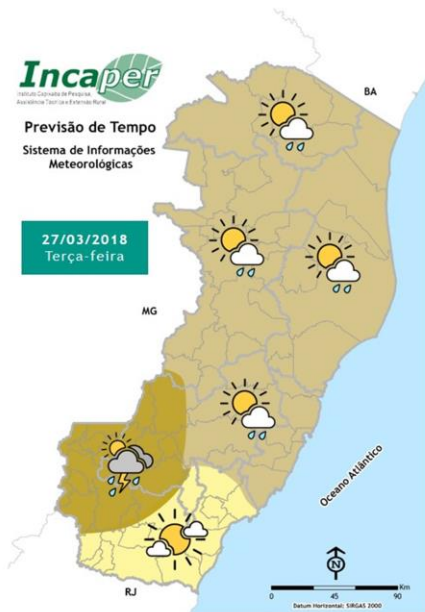 Incaper
Instituto Capixaba de Pesquisa,
Assistência Técnica e Extensão Rural
Previsão de Tempo
Sistema de Informações
Meteorológicas
27/03/2018
Terça-feira
BA
MG
Oceano Atlântico
RJ
N
Km
0 45 90
Datum Horizontal: SIRGAS 2000